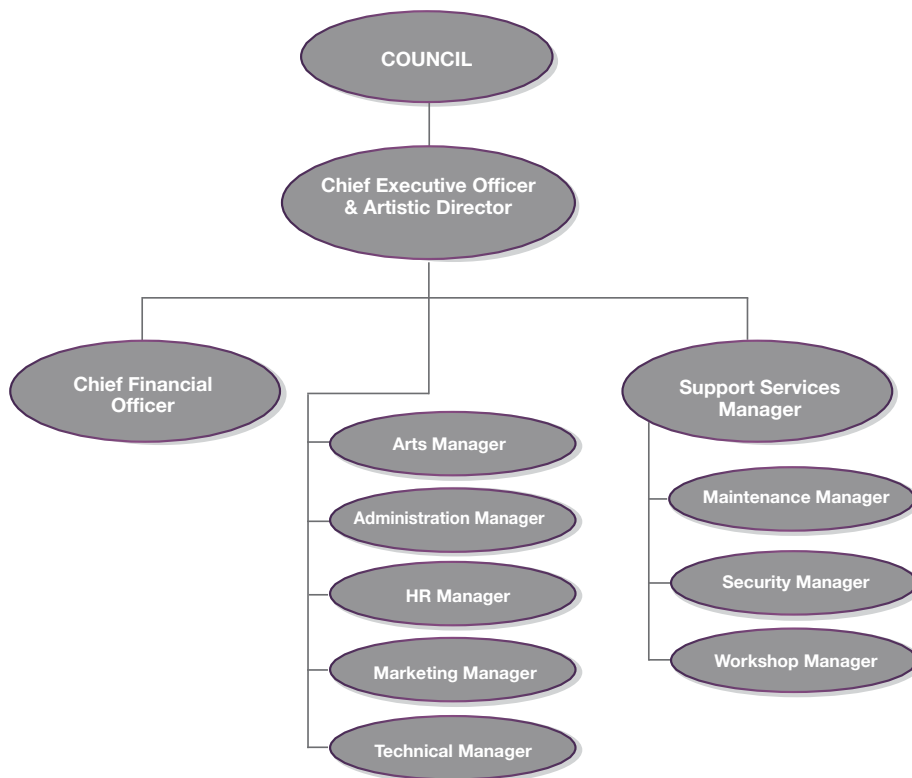 COUNCIL
Chief Executive Officer
& Artistic Director
Chief Financial
Officer
Support Services
Manager
Arts Manager
Administration Manager
HR Manager
Marketing Manager
Technical Manager
Maintenance Manager
Security Manager
Workshop Manager